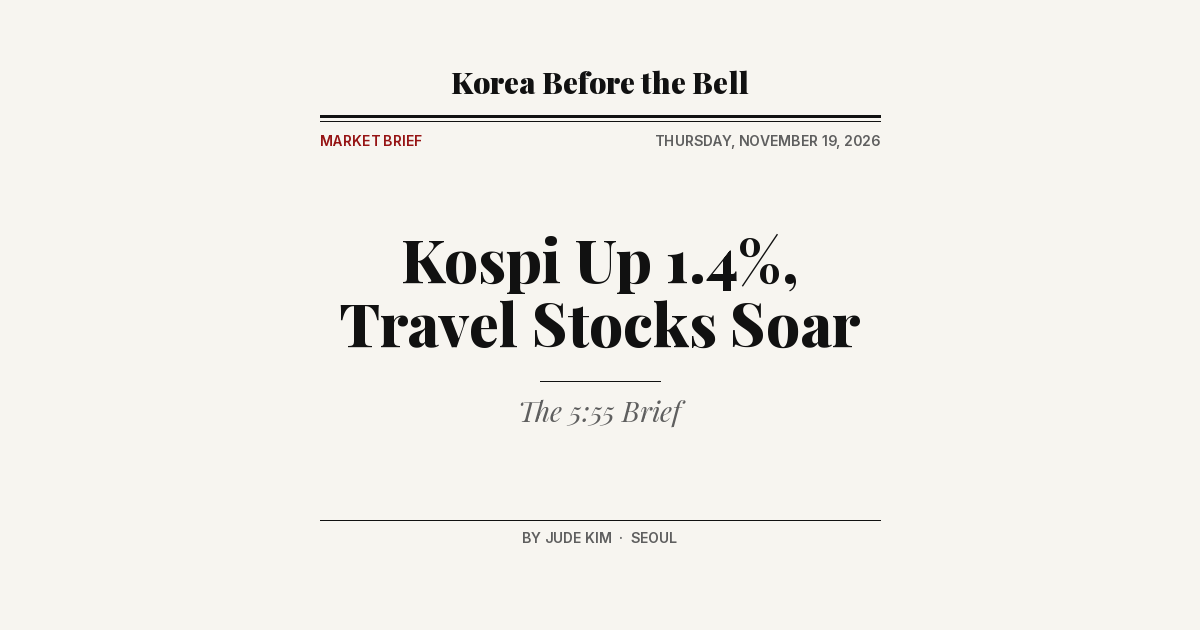 Korea Before the Bell
MARKET BRIEF
THURSDAY, NOVEMBER 19, 2026
Kospi Up 1.4%,
Travel Stocks Soar
The 5:55 Brief
BY JUDE KIM · SEOUL